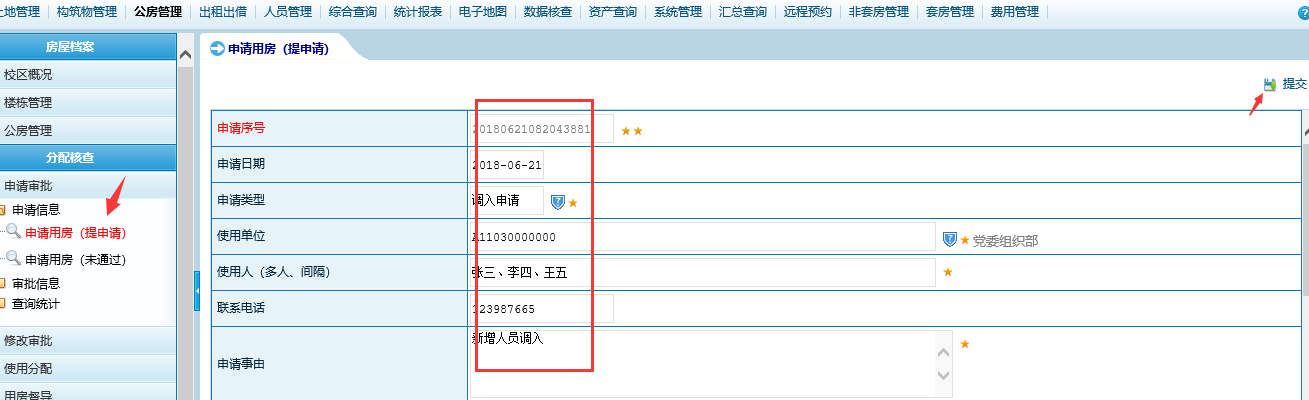 土地管理 构筑物管理 公房管理 出租出借 人员管理 综合查询 统计报表 电子地图 数据核查 资产查询 系统管理 汇总查询 远程预约 非套房管理 套房管理 费用管理
房屋档案
校区概况
楼栋管理
公房管理
分配核查
申请审批
申请信息
申请用房（提申请）
申请用房（未通过）
审批信息
查询统计
修改审批
使用分配
用房督导
申请用房（提申请）
提交
申请序号 20180621082043881
申请日期 2018-06-21
申请类型 调入申请
使用单位 A11030000000 党委组织部
使用人（多人、间隔） 张三、李四、王五
联系电话 123987665
申请事由 新增人员调入